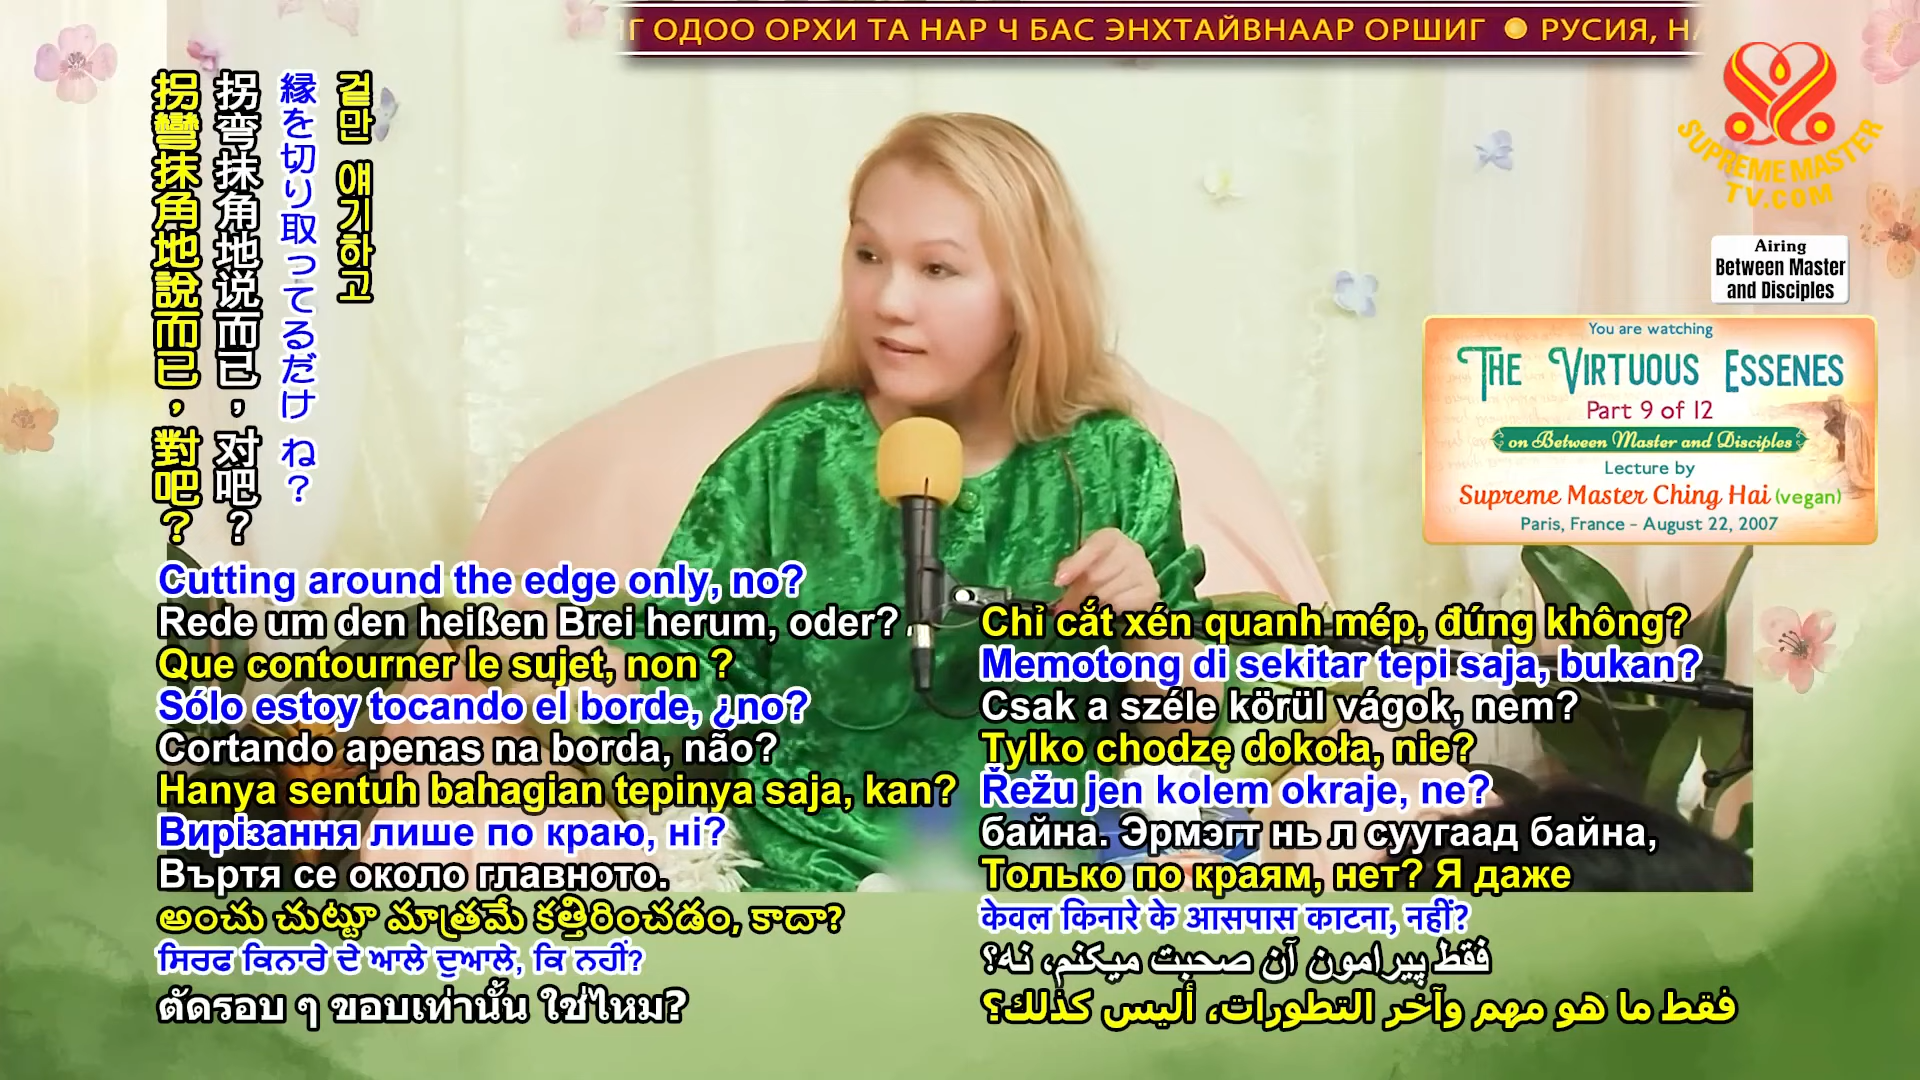 ЯГ ОДОО ОРХИ ТА НАР Ч БАС ЭНХТАЙВНААР ОРШИГ РУСИЯ, НА
SUPREME MASTER
TV.COM
Airing
Between Master
and Disciples
You are watching
THE VIRTUOUS ESSENES
Part 9 of 12
on Between Master and Disciples
Lecture by
Supreme Master Ching Hai (vegan)
Paris, France – August 22, 2007
겉만 얘기하고
縁を切り取ってるだけ ね？
拐弯抹角地说而已，对吧？
拐彎抹角地說而已，對吧？
Cutting around the edge only, no?
Rede um den heißen Brei herum, oder?
Que contourner le sujet, non ?
Sólo estoy tocando el borde, ¿no?
Cortando apenas na borda, não?
Hanya sentuh bahagian tepinya saja, kan?
Вирізання лише по краю, ні?
Въртя се около главното.
అంచు చుట్టూ మాత్రమే కత్తిరించడం, కాదా?
ਸਿਰਫ ਕਿਨਾਰੇ ਦੇ ਆਲੇ ਦੁਆਲੇ, ਕਿ ਨਹੀਂ?
ตัดรอบ ๆ ขอบเท่านั้น ใช่ไหม?
Chỉ cắt xén quanh mép, đúng không?
Memotong di sekitar tepi saja, bukan?
Csak a széle körül vágok, nem?
Tylko chodzę dokoła, nie?
Řežu jen kolem okraje, ne?
байна. Эрмэгт нь л суугаад байна,
Только по краям, нет? Я даже
केवल किनारे के आसपास काटना, नहीं?
فقط پیرامون آن صحبت میکنم، نه؟
فقط ما هو مهم وآخر التطورات، أليس كذلك؟